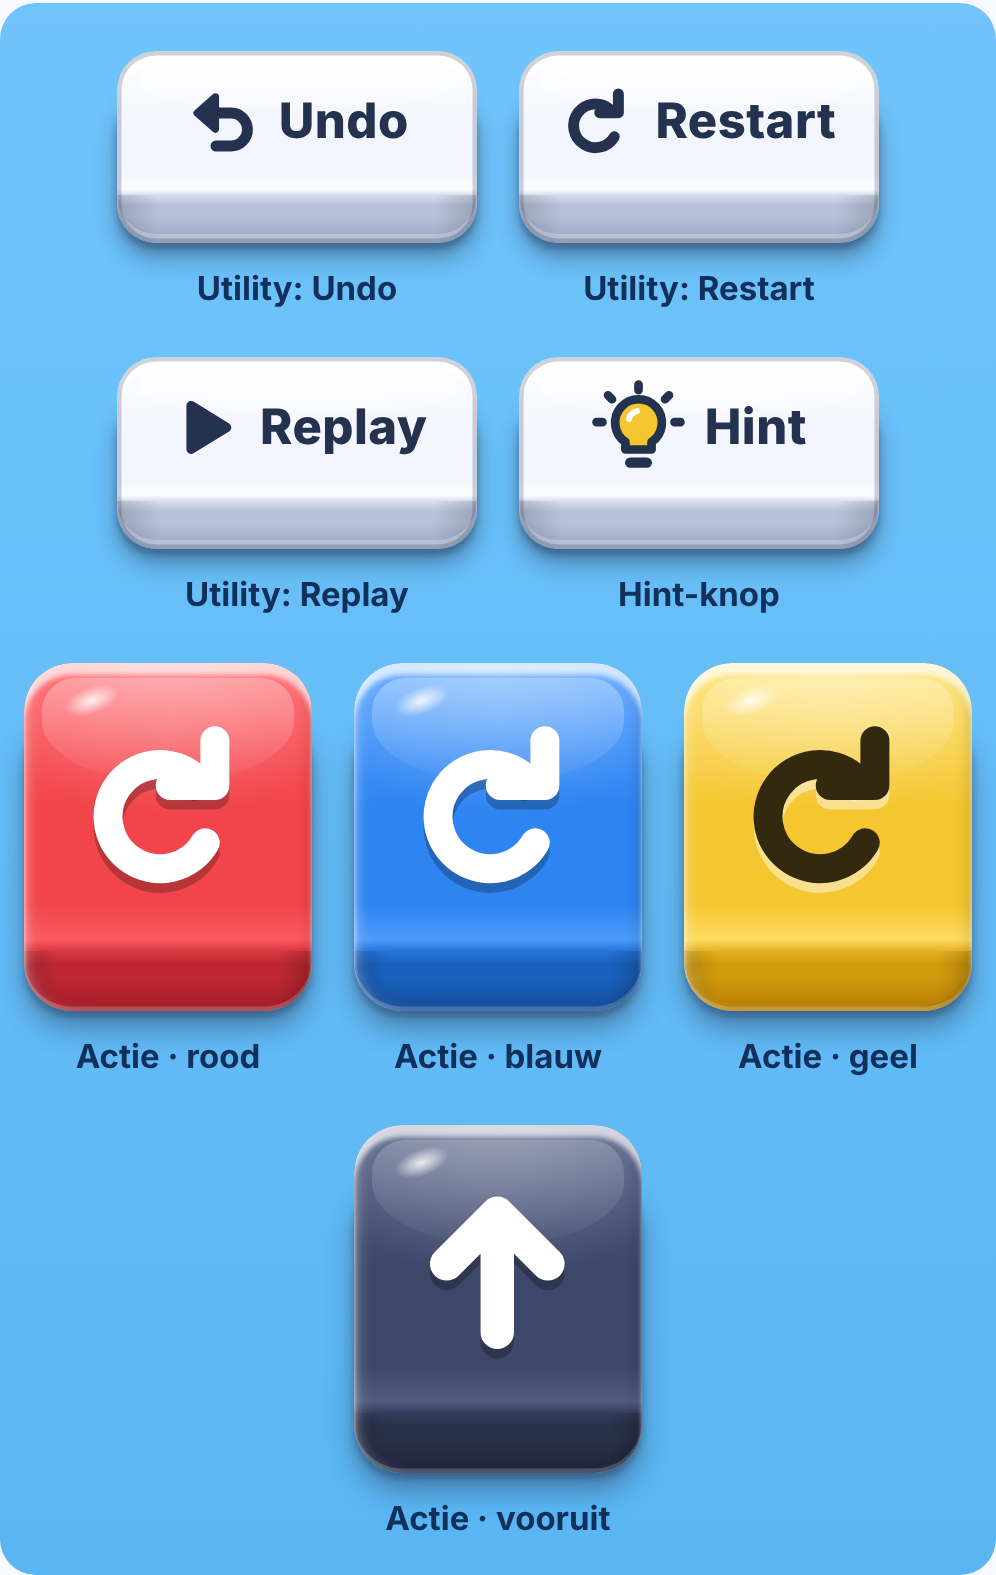 Undo
Restart
Utility: Undo
Utility: Restart
Replay
Hint
Utility: Replay
Hint-knop
Actie · rood
Actie · blauw
Actie · geel
Actie · vooruit